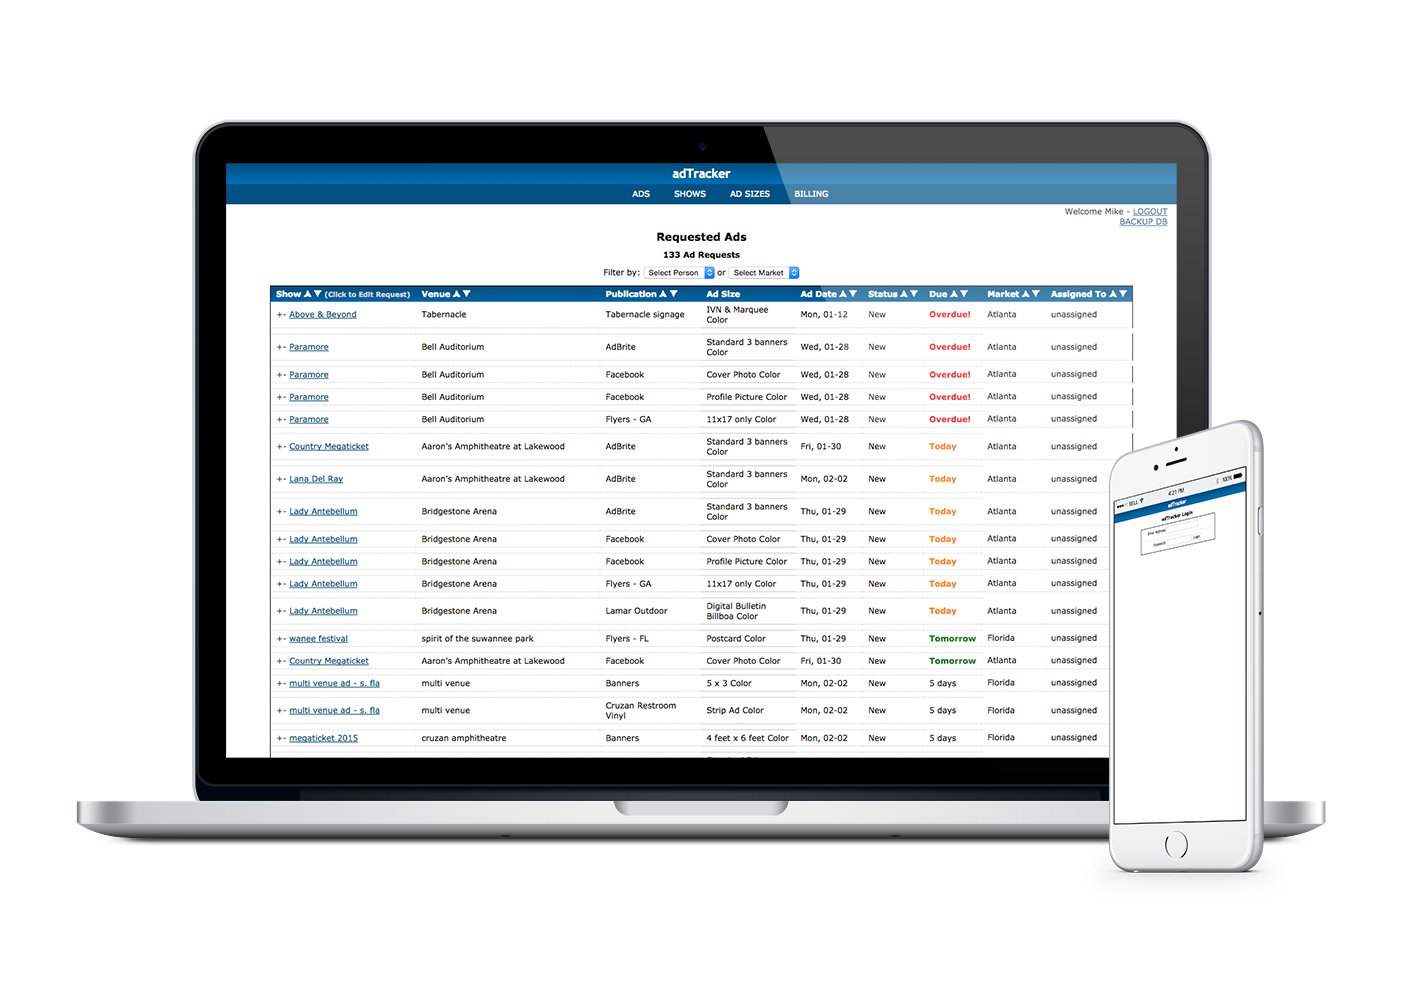 adTracker
ADS SHOWS AD SIZES BILLING
Welcome Mike - LOGOUT
BACKUP DB
Requested Ads
133 Ad Requests
Filter by: Select Person or Select Market
Show ▲▼ (Click to Edit Request) Venue ▲▼ Publication ▲▼ Ad Size Ad Date ▲▼ Status ▲▼ Due ▲▼ Market ▲▼ Assigned To ▲▼
+- Above & Beyond Tabernacle Tabernacle signage IVN & Marquee Color Mon, 01-12 New Overdue! Atlanta unassigned
+- Paramore Bell Auditorium AdBrite Standard 3 banners Color Wed, 01-28 New Overdue! Atlanta unassigned
+- Paramore Bell Auditorium Facebook Cover Photo Color Wed, 01-28 New Overdue! Atlanta unassigned
+- Paramore Bell Auditorium Facebook Profile Picture Color Wed, 01-28 New Overdue! Atlanta unassigned
+- Paramore Bell Auditorium Flyers - GA 11x17 only Color Wed, 01-28 New Overdue! Atlanta unassigned
+- Country Megaticket Aaron's Amphitheatre at Lakewood AdBrite Standard 3 banners Color Fri, 01-30 New Today Atlanta unassigned
+- Lana Del Ray Aaron's Amphitheatre at Lakewood AdBrite Standard 3 banners Color Mon, 02-02 New Today Atlanta unassigned
+- Lady Antebellum Bridgestone Arena AdBrite Standard 3 banners Color Thu, 01-29 New Today Atlanta unassigned
+- Lady Antebellum Bridgestone Arena Facebook Cover Photo Color Thu, 01-29 New Today Atlanta unassigned
+- Lady Antebellum Bridgestone Arena Facebook Profile Picture Color Thu, 01-29 New Today Atlanta unassigned
+- Lady Antebellum Bridgestone Arena Flyers - GA 11x17 only Color Thu, 01-29 New Today Atlanta unassigned
+- Lady Antebellum Bridgestone Arena Lamar Outdoor Digital Bulletin Billboa Color Thu, 01-29 New Today Atlanta unassigned
+- wanee festival spirit of the suwannee park Flyers - FL Postcard Color Thu, 01-29 New Tomorrow Florida unassigned
+- Country Megaticket Aaron's Amphitheatre at Lakewood Facebook Cover Photo Color Fri, 01-30 New Tomorrow Atlanta unassigned
+- multi venue ad - s. fla multi venue Banners 5 x 3 Color Mon, 02-02 New 5 days Florida unassigned
+- multi venue ad - s. fla multi venue Cruzan Restroom Vinyl Strip Ad Color Mon, 02-02 New 5 days Florida unassigned
+- megaticket 2015 cruzan amphitheatre Banners 4 feet x 6 feet Color Mon, 02-02 New 5 days Florida unassigned
BELL 4:21 PM 100%
adTracker
adTracker Login
Email Address:
Password:
Login